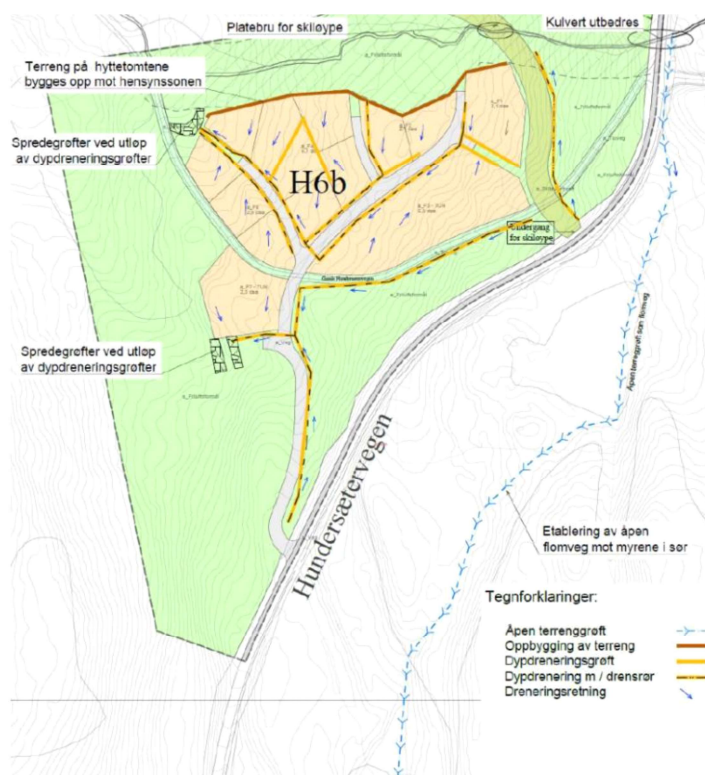 Platebru for skiløype
Kulvert utbedres
Terreng på hyttetomtene
bygges opp mot hensynssonen
Spredegrøfter ved utløp
av dypdreneringsgrøfter
H6b
Undergang
for skiløype
Spredegrøfter ved utløp
av dypdreneringsgrøfter
Åpen terrenggrøft som flomveg
Hundersætervegen
Etablering av åpen
flomveg mot myrene i sør
Tegnforklaringer:
Åpen terrenggrøft
Oppbygging av terreng
Dypdreneringsgrøft
Dypdrenering m / drensrør
Dreneringsretning